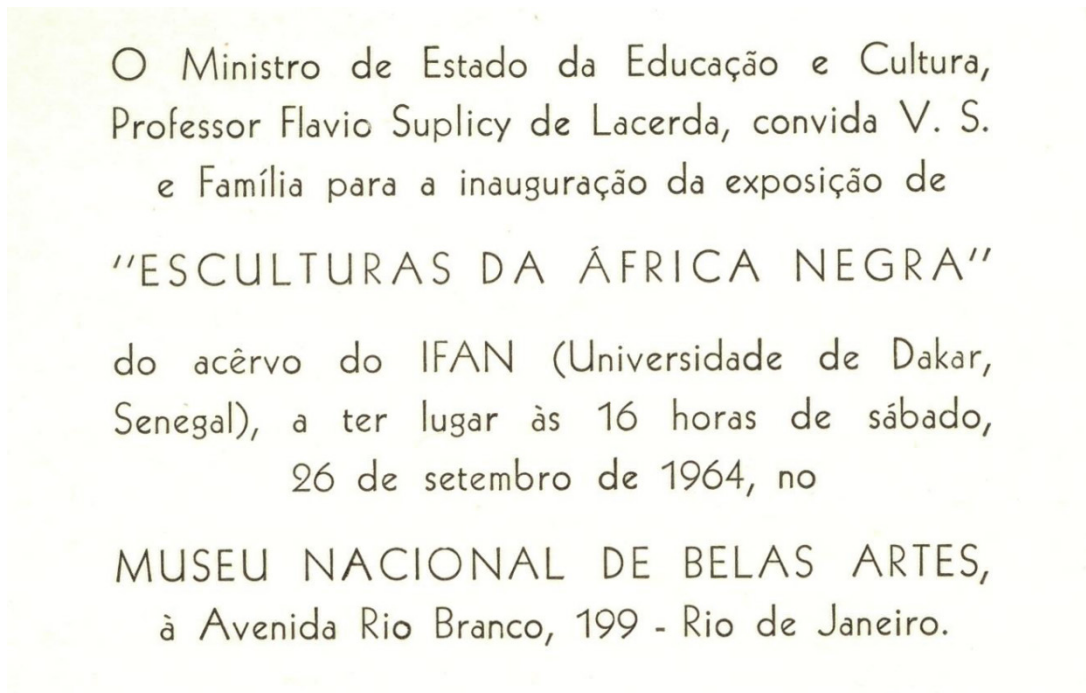 O Ministro de Estado da Educação e Cultura,
Professor Flavio Suplicy de Lacerda, convida V. S.
e Família para a inauguração da exposição de
"ESCULTURAS DA ÁFRICA NEGRA"
do acêrvo do IFAN (Universidade de Dakar,
Senegal), a ter lugar às 16 horas de sábado,
26 de setembro de 1964, no
MUSEU NACIONAL DE BELAS ARTES,
à Avenida Rio Branco, 199 - Rio de Janeiro.